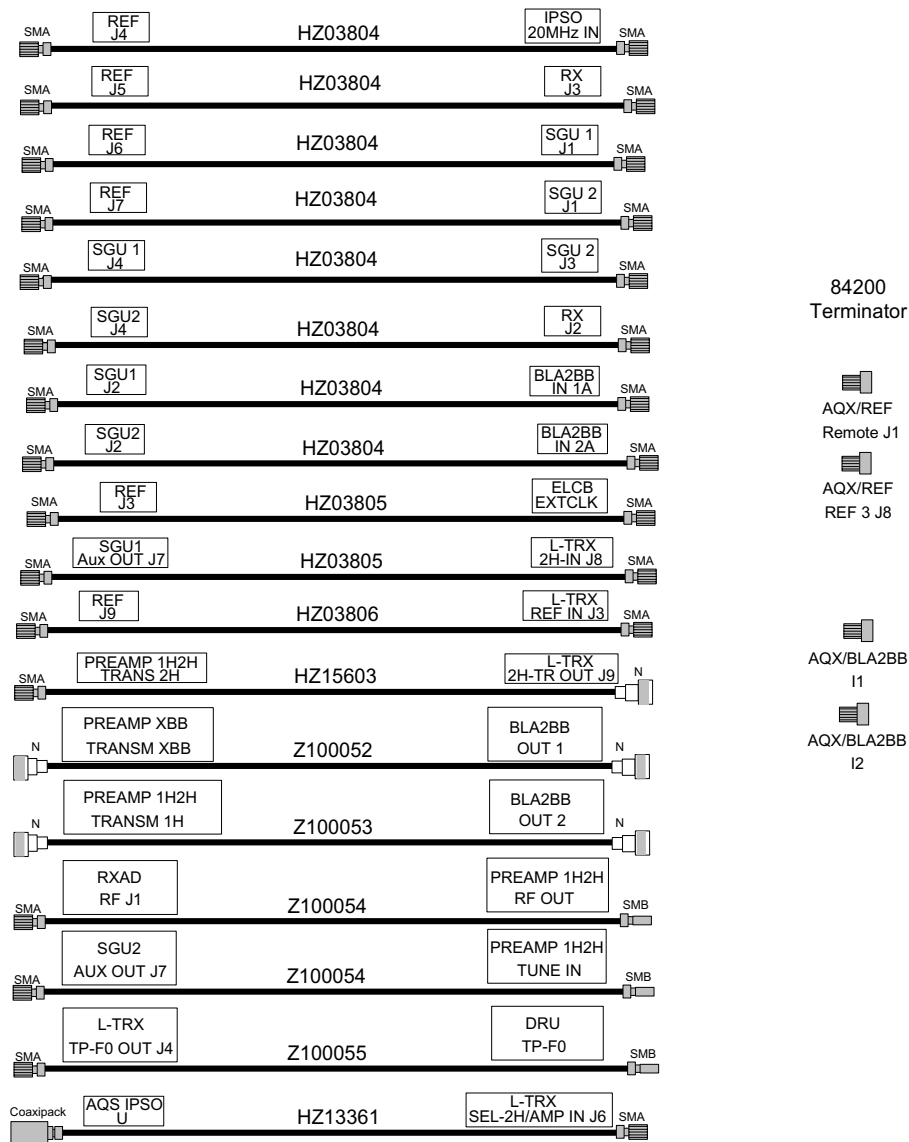 SMA
REF
J4
HZ03804
IPSO
20MHz IN
SMA
SMA
REF
J5
HZ03804
RX
J3
SMA
SMA
REF
J6
HZ03804
SGU 1
J1
SMA
SMA
REF
J7
HZ03804
SGU 2
J1
SMA
SMA
SGU 1
J4
HZ03804
SGU 2
J3
SMA
SMA
SGU2
J4
HZ03804
RX
J2
SMA
SMA
SGU1
J2
HZ03804
BLA2BB
IN 1A
SMA
SMA
SGU2
J2
HZ03804
BLA2BB
IN 2A
SMA
SMA
REF
J3
HZ03805
ELCB
EXTCLK
SMA
SMA
SGU1
Aux OUT J7
HZ03805
L-TRX
2H-IN J8
SMA
SMA
REF
J9
HZ03806
L-TRX
REF IN J3
SMA
SMA
PREAMP 1H2H
TRANS 2H
HZ15603
L-TRX
2H-TR OUT J9
N
N
PREAMP XBB
TRANSM XBB
Z100052
BLA2BB
OUT 1
N
N
PREAMP 1H2H
TRANSM 1H
Z100053
BLA2BB
OUT 2
N
SMA
RXAD
RF J1
Z100054
PREAMP 1H2H
RF OUT
SMB
SMA
SGU2
AUX OUT J7
Z100054
PREAMP 1H2H
TUNE IN
SMB
SMA
L-TRX
TP-F0 OUT J4
Z100055
DRU
TP-F0
SMB
Coaxipack
AQS IPSO
U
HZ13361
L-TRX
SEL-2H/AMP IN J6
SMA
84200
Terminator
AQX/REF
Remote J1
AQX/REF
REF 3 J8
AQX/BLA2BB
I1
AQX/BLA2BB
I2